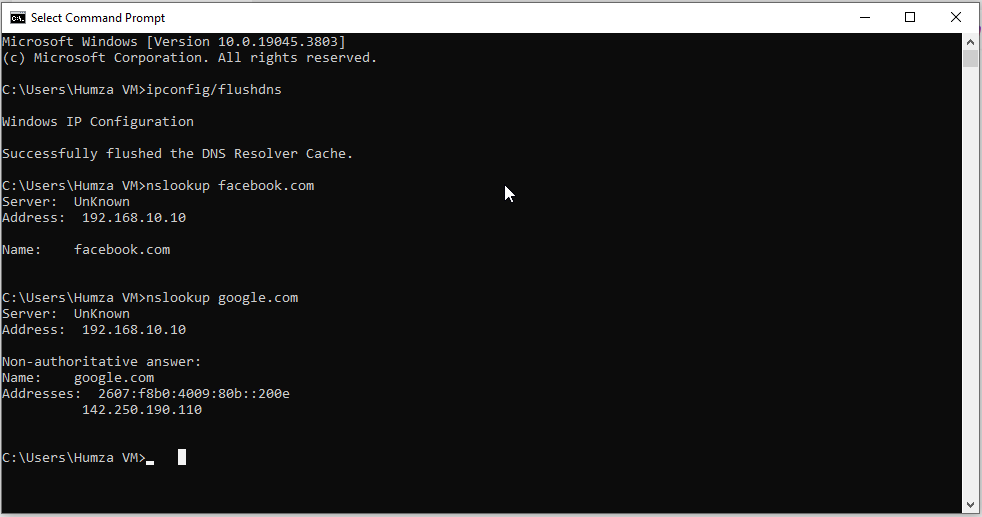 Select Command Prompt
Microsoft Windows [Version 10.0.19045.3803]
(c) Microsoft Corporation. All rights reserved.
C:\Users\Humza VM>ipconfig/flushdns
Windows IP Configuration
Successfully flushed the DNS Resolver Cache.
C:\Users\Humza VM>nslookup facebook.com
Server:  UnKnown
Address:  192.168.10.10
Name:    facebook.com
C:\Users\Humza VM>nslookup google.com
Server:  UnKnown
Address:  192.168.10.10
Non-authoritative answer:
Name:    google.com
Addresses:  2607:f8b0:4009:80b::200e
          142.250.190.110
C:\Users\Humza VM>